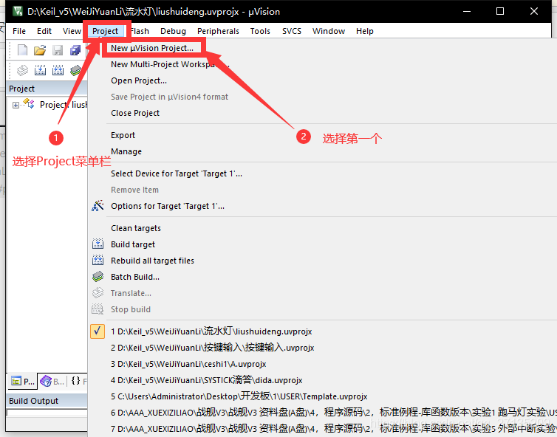 D:\Keil_v5\WeiJiYuanLi\流水灯\liushuideng.uvprojx - µVision
File Edit View Project Flash Debug Peripherals Tools SVCS Window Help
New µVision Project...
New Multi-Project Workspace...
Open Project...
Save Project in µVision4 format
Close Project
Export
Manage
Select Device for Target 'Target 1'...
Remove Item
Options for Target 'Target 1'...
Clean targets
Build target
Rebuild all target files
Batch Build...
Translate...
Stop build
1 D:\Keil_v5\WeiJiYuanLi\流水灯\liushuideng.uvprojx
2 D:\Keil_v5\WeiJiYuanLi\按键输入\按键输入.uvprojx
3 D:\Keil_v5\WeiJiYuanLi\ceshi1\A.uvprojx
4 D:\Keil_v5\WeiJiYuanLi\SYSTICK滴答\dida.uvprojx
5 C:\Users\Administrator\Desktop\开发板\1\USER\Template.uvprojx
6 D:\AAA_XUEXIZILIAO\战舰V3\战舰V3 资料盘(A盘)\4，程序源码\2，标准例程-库函数版本\实验1 跑马灯实验\US
7 D:\AAA_XUEXIZILIAO\战舰V3\战舰V3 资料盘(A盘)\4，程序源码\2，标准例程-库函数版本\实验5 外部中断实验
Project
Project: liush
1
选择Project菜单栏
2
选择第一个
P... B... {} F
Build Output